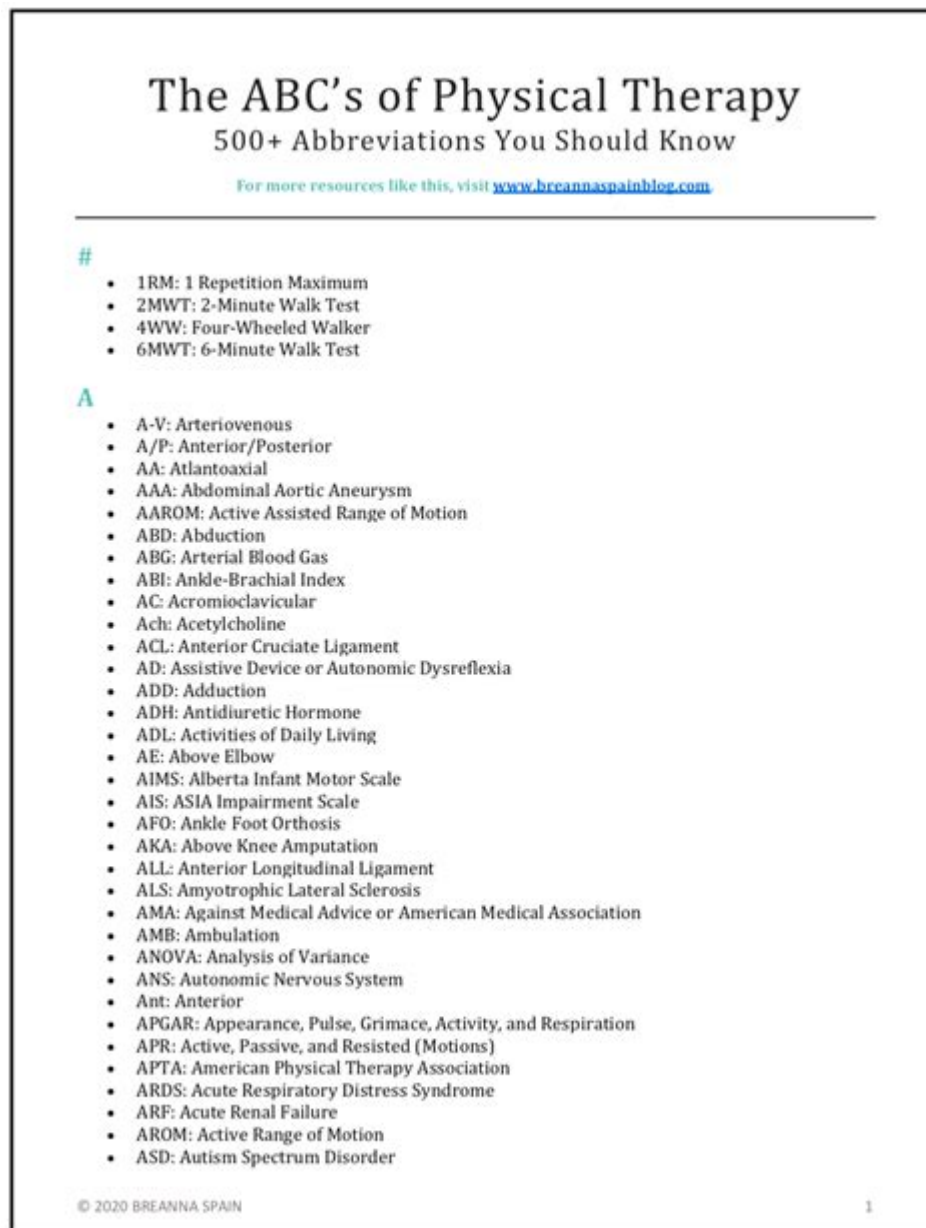 The ABC's of Physical Therapy
500+ Abbreviations You Should Know
For more resources like this, visit www.breannaspainblog.com.
#
• 1RM: 1 Repetition Maximum
• 2MWT: 2-Minute Walk Test
• 4WW: Four-Wheeled Walker
• 6MWT: 6-Minute Walk Test
A
• A-V: Arteriovenous
• A/P: Anterior/Posterior
• AA: Atlantoaxial
• AAA: Abdominal Aortic Aneurysm
• AAROM: Active Assisted Range of Motion
• ABD: Abduction
• ABG: Arterial Blood Gas
• ABI: Ankle-Brachial Index
• AC: Acromioclavicular
• Ach: Acetylcholine
• ACL: Anterior Cruciate Ligament
• AD: Assistive Device or Autonomic Dysreflexia
• ADD: Adduction
• ADH: Antidiuretic Hormone
• ADL: Activities of Daily Living
• AE: Above Elbow
• AIMS: Alberta Infant Motor Scale
• AIS: ASIA Impairment Scale
• AFO: Ankle Foot Orthosis
• AKA: Above Knee Amputation
• ALL: Anterior Longitudinal Ligament
• ALS: Amyotrophic Lateral Sclerosis
• AMA: Against Medical Advice or American Medical Association
• AMB: Ambulation
• ANOVA: Analysis of Variance
• ANS: Autonomic Nervous System
• Ant: Anterior
• APGAR: Appearance, Pulse, Grimace, Activity, and Respiration
• APR: Active, Passive, and Resisted (Motions)
• APTA: American Physical Therapy Association
• ARDS: Acute Respiratory Distress Syndrome
• ARF: Acute Renal Failure
• AROM: Active Range of Motion
• ASD: Autism Spectrum Disorder
© 2020 BREANNA SPAIN 1